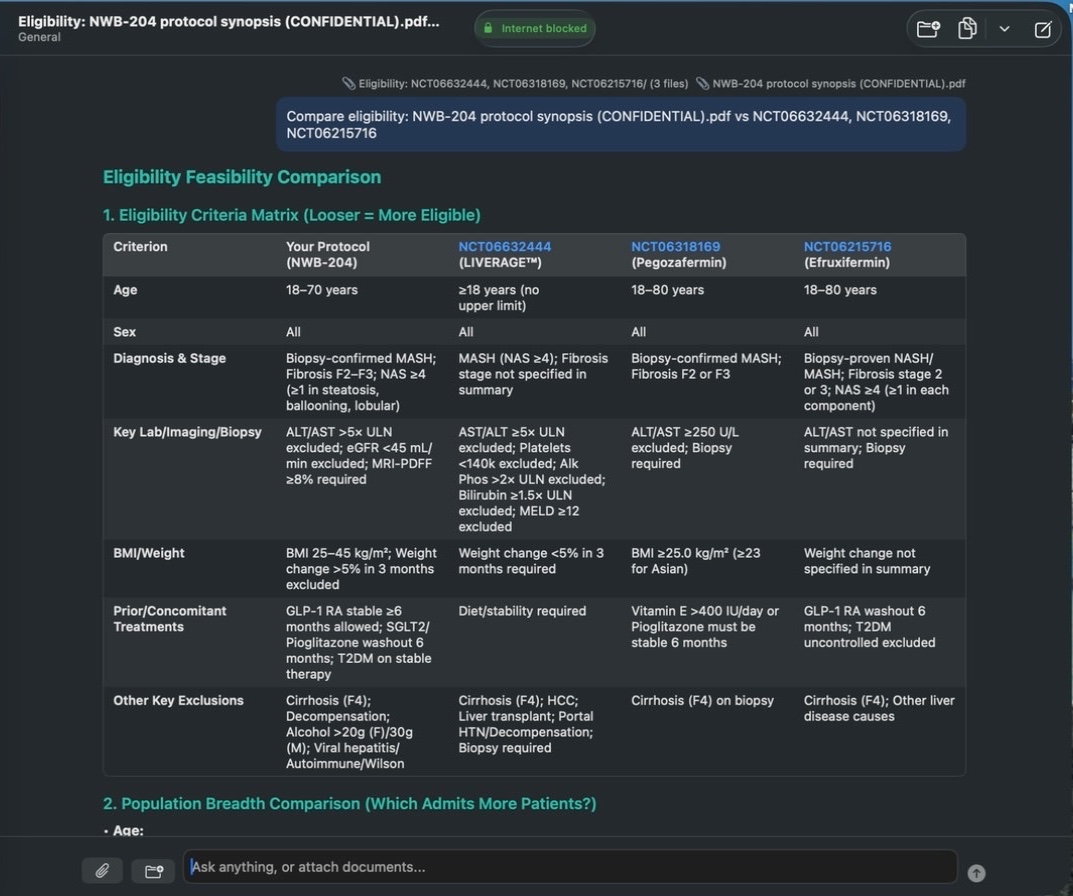 Eligibility: NWB-204 protocol synopsis (CONFIDENTIAL).pdf...
General
Internet blocked
Eligibility: NCT06632444, NCT06318169, NCT06215716/ (3 files) NWB-204 protocol synopsis (CONFIDENTIAL).pdf
Compare eligibility: NWB-204 protocol synopsis (CONFIDENTIAL).pdf vs NCT06632444, NCT06318169,
NCT06215716
Eligibility Feasibility Comparison
1. Eligibility Criteria Matrix (Looser = More Eligible)
Criterion
Your Protocol
(NWB-204)
NCT06632444
(LIVERAGE™)
NCT06318169
(Pegozafermin)
NCT06215716
(Efruxifermin)
Age
18–70 years
≥18 years (no
upper limit)
18–80 years
18–80 years
Sex
All
All
All
All
Diagnosis & Stage
Biopsy-confirmed MASH;
Fibrosis F2–F3; NAS ≥4
(≥1 in steatosis,
ballooning, lobular)
MASH (NAS ≥4); Fibrosis
stage not specified in
summary
Biopsy-confirmed MASH;
Fibrosis F2 or F3
Biopsy-proven NASH/
MASH; Fibrosis stage 2
or 3; NAS ≥4 (≥1 in each
component)
Key Lab/Imaging/Biopsy
ALT/AST >5× ULN
excluded; eGFR <45 mL/
min excluded; MRI-PDFF
≥8% required
AST/ALT ≥5× ULN
excluded; Platelets
<140k excluded; Alk
Phos >2× ULN excluded;
Bilirubin ≥1.5× ULN
excluded; MELD ≥12
excluded
ALT/AST ≥250 U/L
excluded; Biopsy
required
ALT/AST not specified in
summary; Biopsy
required
BMI/Weight
BMI 25–45 kg/m²; Weight
change >5% in 3 months
excluded
Weight change <5% in 3
months required
BMI ≥25.0 kg/m² (≥23
for Asian)
Weight change not
specified in summary
Prior/Concomitant
Treatments
GLP-1 RA stable ≥6
months allowed; SGLT2/
Pioglitazone washout 6
months; T2DM on stable
therapy
Diet/stability required
Vitamin E >400 IU/day or
Pioglitazone must be
stable 6 months
GLP-1 RA washout 6
months; T2DM
uncontrolled excluded
Other Key Exclusions
Cirrhosis (F4);
Decompensation;
Alcohol >20g (F)/30g
(M); Viral hepatitis/
Autoimmune/Wilson
Cirrhosis (F4); HCC;
Liver transplant; Portal
HTN/Decompensation;
Biopsy required
Cirrhosis (F4) on biopsy
Cirrhosis (F4); Other liver
disease causes
2. Population Breadth Comparison (Which Admits More Patients?)
• Age:
Ask anything, or attach documents...